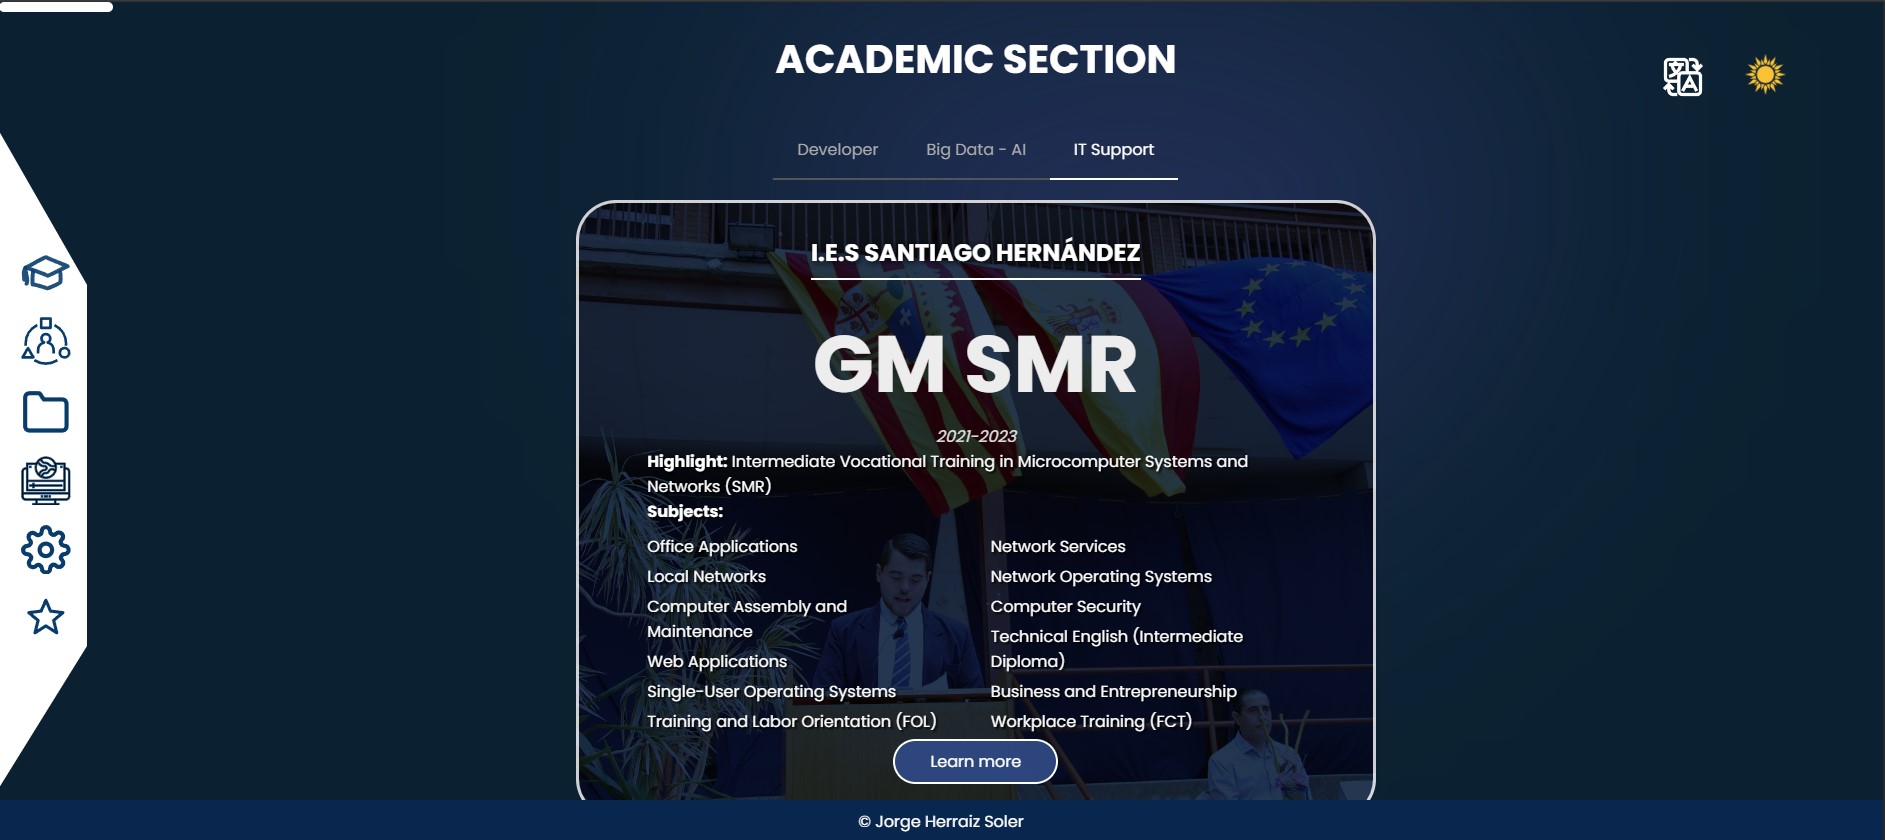 ACADEMIC SECTION
Developer
Big Data - AI
IT Support
I.E.S SANTIAGO HERNÁNDEZ
GM SMR
2021-2023
Highlight: Intermediate Vocational Training in Microcomputer Systems and
Networks (SMR)
Subjects:
Office Applications
Local Networks
Computer Assembly and
Maintenance
Web Applications
Single-User Operating Systems
Training and Labor Orientation (FOL)
Network Services
Network Operating Systems
Computer Security
Technical English (Intermediate
Diploma)
Business and Entrepreneurship
Workplace Training (FCT)
Learn more
© Jorge Herraiz Soler